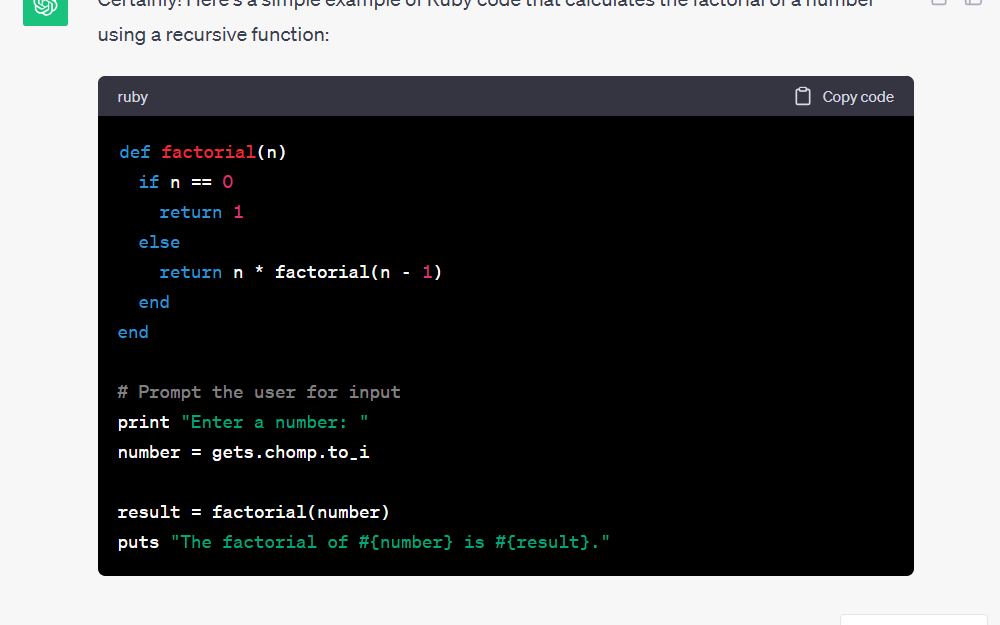 Certainly! Here's a simple example of Ruby code that calculates the factorial of a number
using a recursive function:
ruby
Copy code
def factorial(n)
  if n == 0
    return 1
  else
    return n * factorial(n - 1)
  end
end
# Prompt the user for input
print "Enter a number: "
number = gets.chomp.to_i
result = factorial(number)
puts "The factorial of #{number} is #{result}."